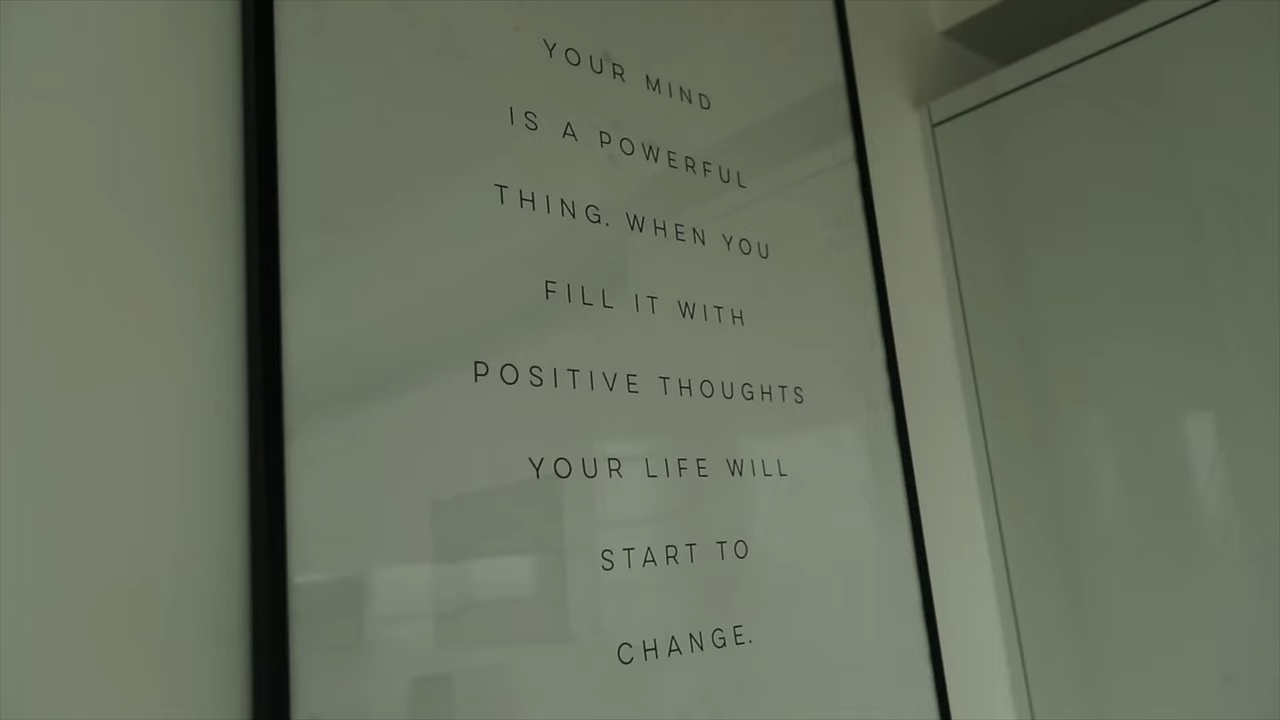 YOUR MIND
IS A POWERFUL
THING. WHEN YOU
FILL IT WITH
POSITIVE THOUGHTS
YOUR LIFE WILL
START TO
CHANGE.